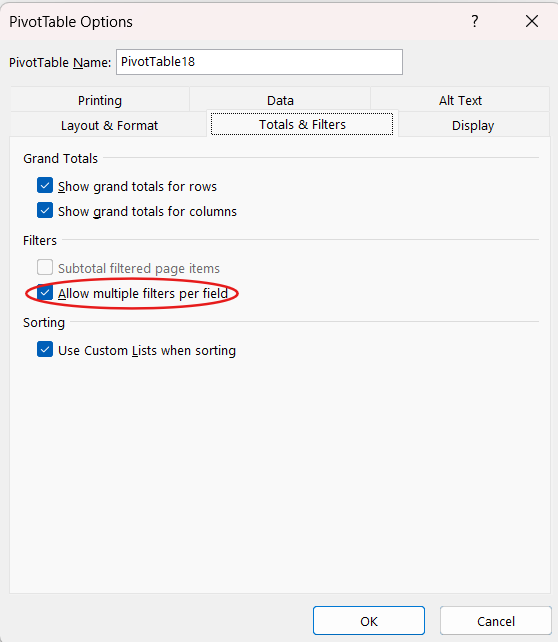 PivotTable Options ?
PivotTable Name: PivotTable18
Printing Data Alt Text
Layout & Format Totals & Filters Display
Grand Totals
Show grand totals for rows
Show grand totals for columns
Filters
Subtotal filtered page items
Allow multiple filters per field
Sorting
Use Custom Lists when sorting
OK Cancel